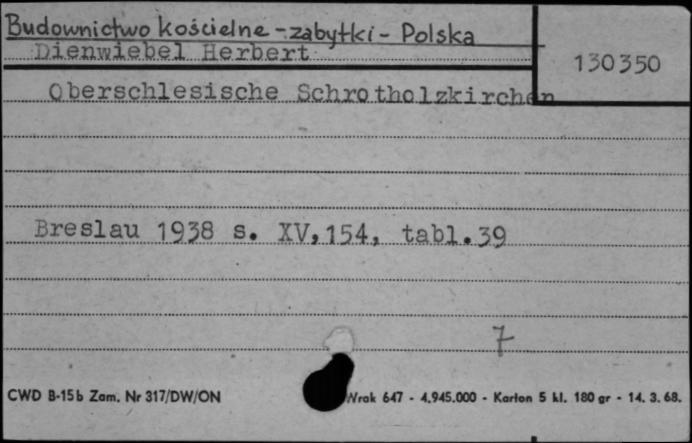 Budownictwo kościelne - zabytki - Polska
Dienwiebel Herbert
130350
Oberschlesische Schrotholzkirchen
Breslau 1938 s. XV,154, tabl.39
7
CWD B-15b Zam. Nr 317/DW/ON
Wrak 647 - 4.945.000 - Karton 5 kl. 180 gr - 14. 3. 68.